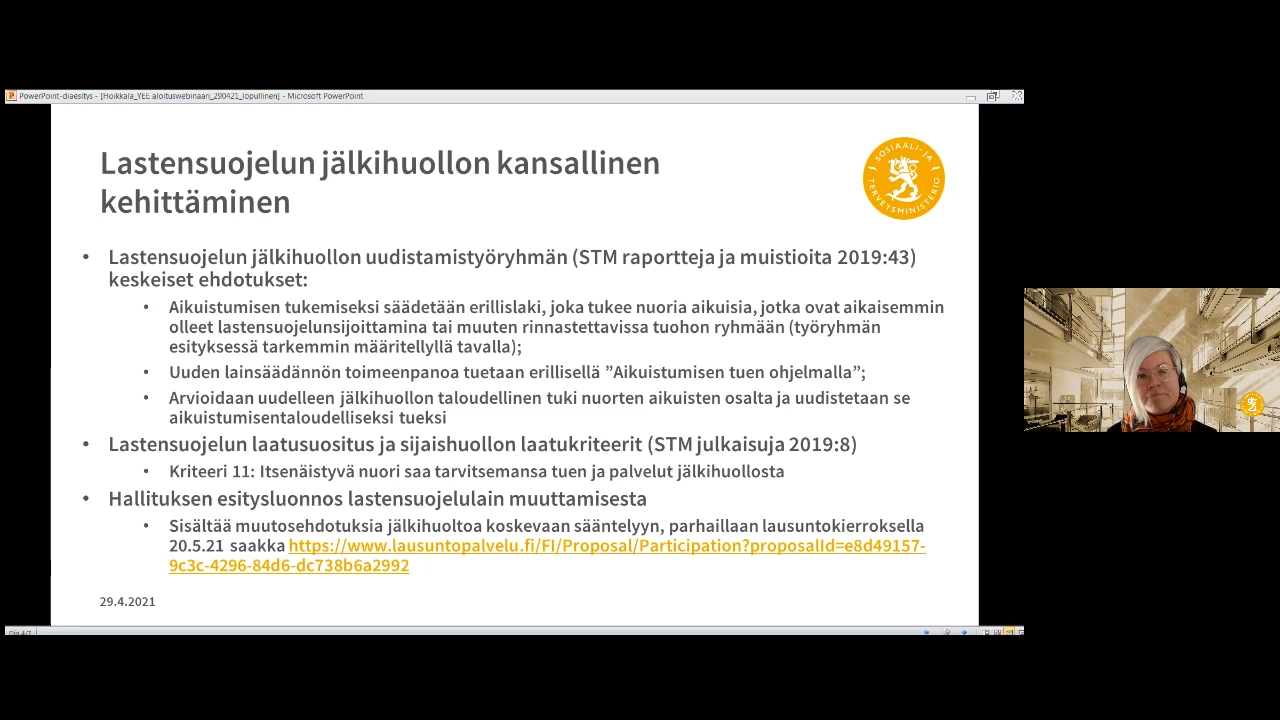 PowerPoint-diaesitys - [Hoikkala_YEE aloituswebinaari_290421_lopullinen] - Microsoft PowerPoint
Lastensuojelun jälkihuollon kansallinen
kehittäminen
SOSIAALI- JA
TERVEYSMINISTERIÖ
• Lastensuojelun jälkihuollon uudistamistyöryhmän (STM raportteja ja muistioita 2019:43)
keskeiset ehdotukset:
• Aikuistumisen tukemiseksi säädetään erillislaki, joka tukee nuoria aikuisia, jotka ovat aikaisemmin
olleet lastensuojelunsijoittamina tai muuten rinnastettavissa tuohon ryhmään (työryhmän
esityksessä tarkemmin määritellyllä tavalla);
• Uuden lainsäädännön toimeenpanoa tuetaan erillisellä ”Aikuistumisen tuen ohjelmalla”;
• Arvioidaan uudelleen jälkihuollon taloudellinen tuki nuorten aikuisten osalta ja uudistetaan se
aikuistumisentaloudelliseksi tueksi
• Lastensuojelun laatusuositus ja sijaishuollon laatukriteerit (STM julkaisuja 2019:8)
• Kriteeri 11: Itsenäistyvä nuori saa tarvitsemansa tuen ja palvelut jälkihuollosta
• Hallituksen esitysluonnos lastensuojelulain muuttamisesta
• Sisältää muutosehdotuksia jälkihuoltoa koskevaan sääntelyyn, parhaillaan lausuntokierroksella
20.5.21 saakka https://www.lausuntopalvelu.fi/FI/Proposal/Participation?proposalId=e8d49157-
9c3c-4296-84d6-dc738b6a2992
29.4.2021
Dia 4/7